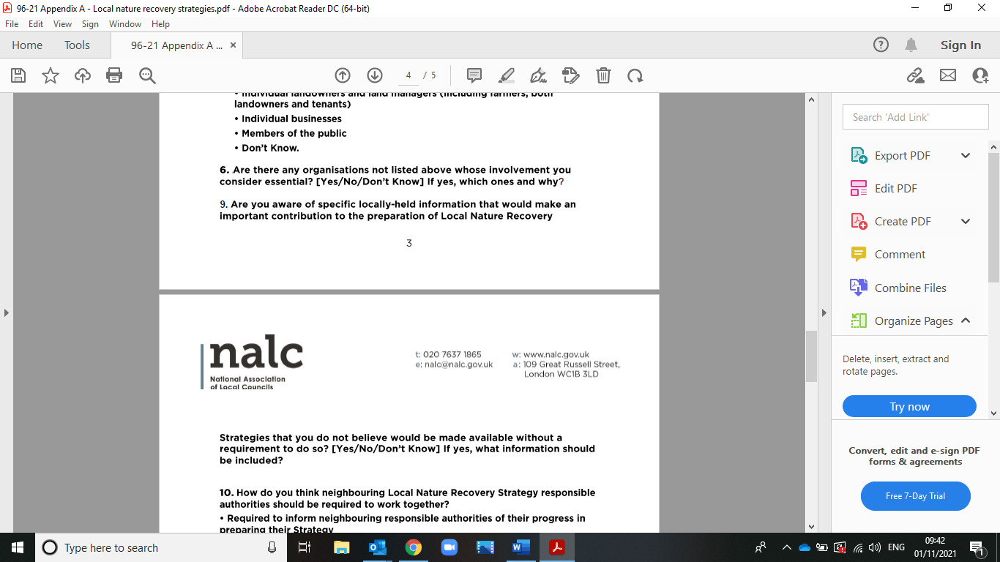 96-21 Appendix A - Local nature recovery strategies.pdf - Adobe Acrobat Reader DC (64-bit)
File Edit View Sign Window Help
Home Tools 96-21 Appendix A ... × Sign In
4 / 5
• Individual landowners and land managers (including farmers, both
landowners and tenants)
• Individual businesses
• Members of the public
• Don't Know.
6. Are there any organisations not listed above whose involvement you
consider essential? [Yes/No/Don't Know] If yes, which ones and why?
9. Are you aware of specific locally-held information that would make an
important contribution to the preparation of Local Nature Recovery
3
nalc
National Association
of Local Councils
t: 020 7637 1865
e: nalc@nalc.gov.uk
w: www.nalc.gov.uk
a: 109 Great Russell Street,
London WC1B 3LD
Strategies that you do not believe would be made available without a
requirement to do so? [Yes/No/Don't Know] If yes, what information should
be included?
10. How do you think neighbouring Local Nature Recovery Strategy responsible
authorities should be required to work together?
• Required to inform neighbouring responsible authorities of their progress in
preparing their Strategy
Search 'Add Link'
Export PDF
Edit PDF
Create PDF
Comment
Combine Files
Organize Pages
Delete, insert, extract and
rotate pages.
Try now
Convert, edit and e-sign PDF
forms & agreements
Free 7-Day Trial
Type here to search
ENG
09:42
01/11/2021
1